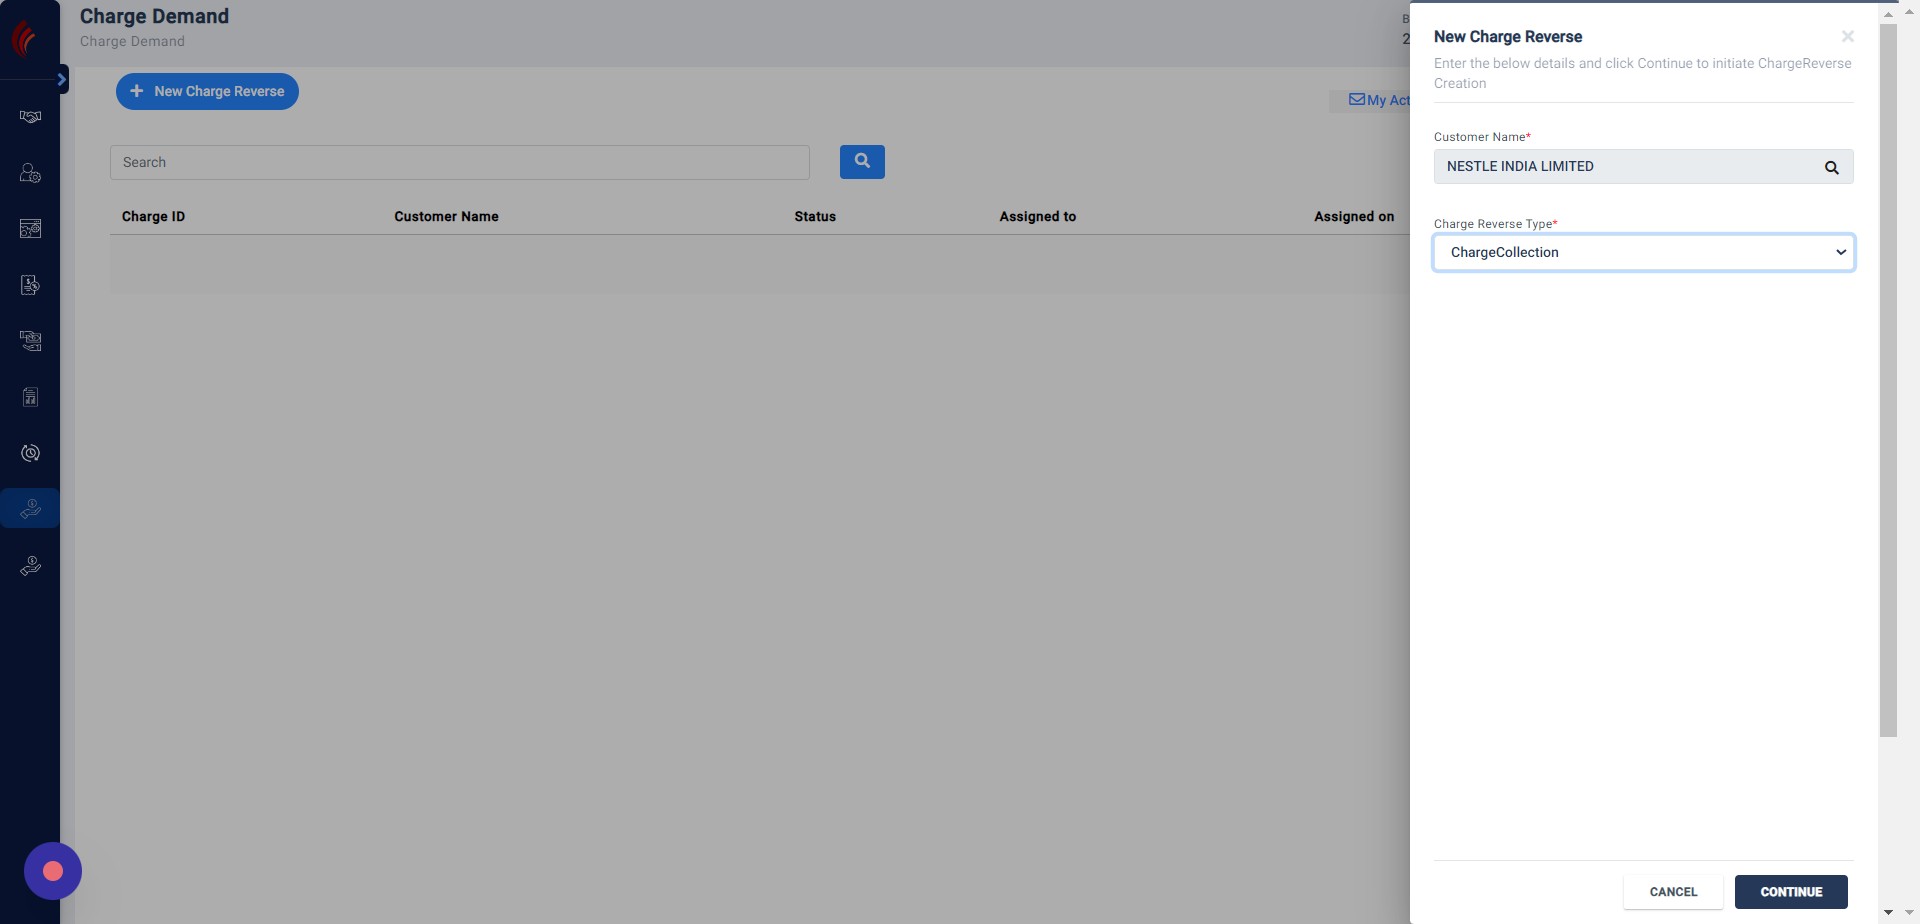 Charge Demand
Charge Demand
New Charge Reverse
My Act
Search
Charge ID Customer Name Status Assigned to Assigned on
New Charge Reverse
Enter the below details and click Continue to initiate ChargeReverse
Creation
Customer Name*
NESTLE INDIA LIMITED
Charge Reverse Type*
ChargeCollection
CANCEL CONTINUE